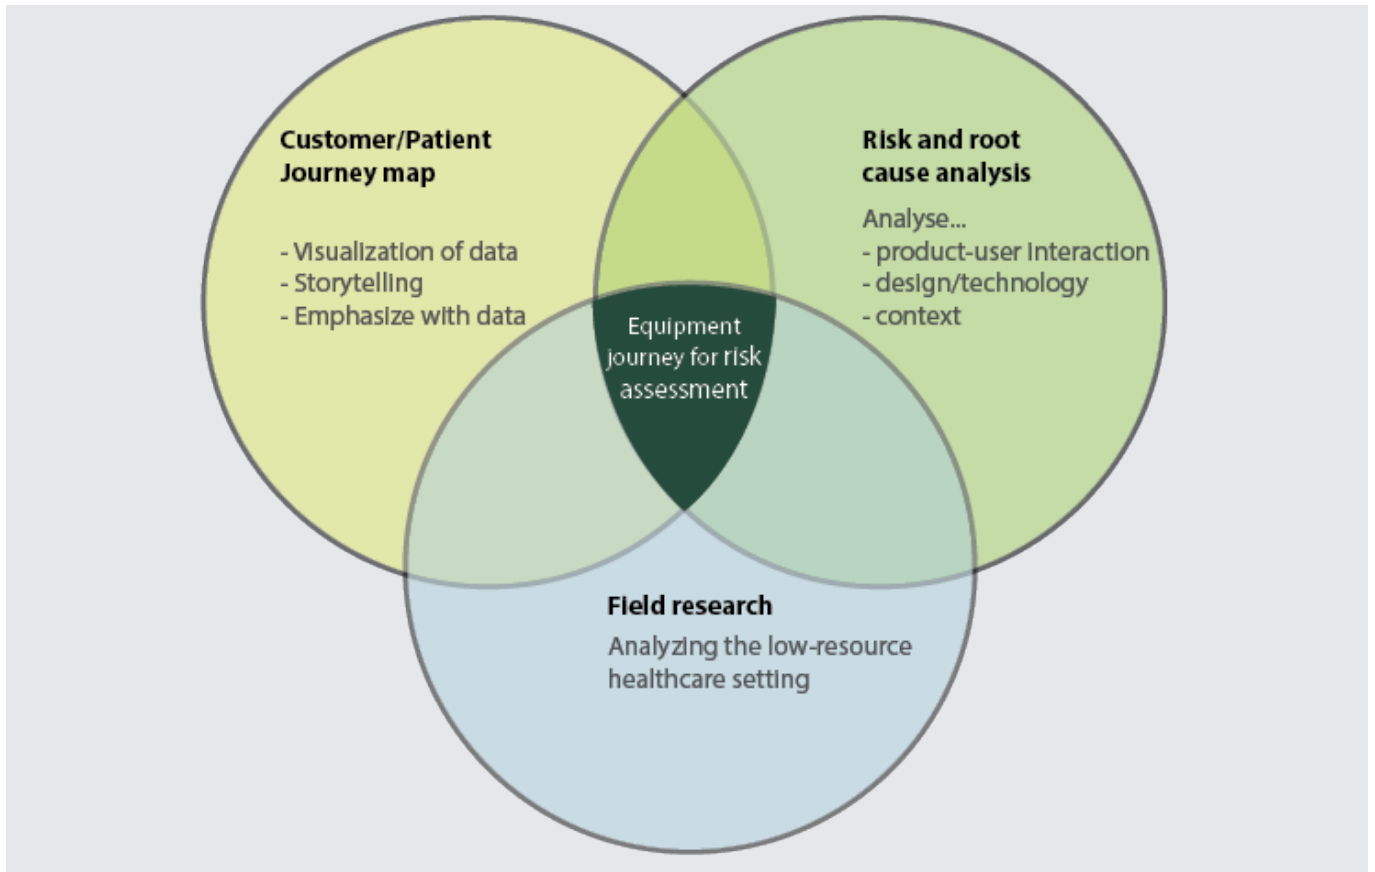 Customer/Patient
Journey map
- Visualization of data
- Storytelling
- Emphasize with data
Risk and root
cause analysis
Analyse...
- product-user interaction
- design/technology
- context
Equipment
journey for risk
assessment
Field research
Analyzing the low-resource
healthcare setting